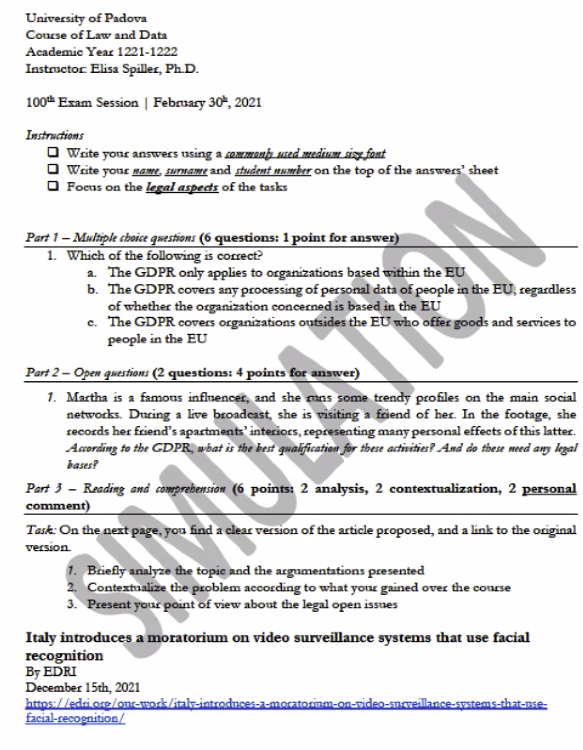 University of Padova
Course of Law and Data
Academic Year 1221-1222
Instructor: Elisa Spiller, Ph.D.
100th Exam Session | February 30h, 2021
Instructions
❑ Write your answers using a commonly used medium size font
❑ Write your name, surname and student number on the top of the answers' sheet
❑ Focus on the legal aspects of the tasks
Part 1 – Multiple choice questions (6 questions: 1 point for answer)
1. Which of the following is correct?
a. The GDPR only applies to organizations based within the EU
b. The GDPR covers any processing of personal data of people in the EU, regardless
of whether the organization concerned is based in the EU
c. The GDPR covers organizations outsides the EU who offer goods and services to
people in the EU
Part 2 – Open questions (2 questions: 4 points for answer)
1. Martha is a famous influencer, and she runs some trendy profiles on the main social
networks. During a live broadcast, she is visiting a friend of her. In the footage, she
records her friend's apartments' interiors, representing many personal effects of this latter.
According to the GDPR, what is the best qualification for these activities? And do these need any legal
bases?
Part 3 – Reading and comprehension (6 points: 2 analysis, 2 contextualization, 2 personal
comment)
Task: On the next page, you find a clear version of the article proposed, and a link to the original
version.
1. Briefly analyze the topic and the argumentations presented
2. Contextualize the problem according to what your gained over the course
3. Present your point of view about the legal open issues
Italy introduces a moratorium on video surveillance systems that use facial
recognition
By EDRI
December 15th, 2021
https://edri.org/our-work/italy-introduces-a-moratorium-on-video-surveillance-systems-that-use-
facial-recognition/
SIMULATION